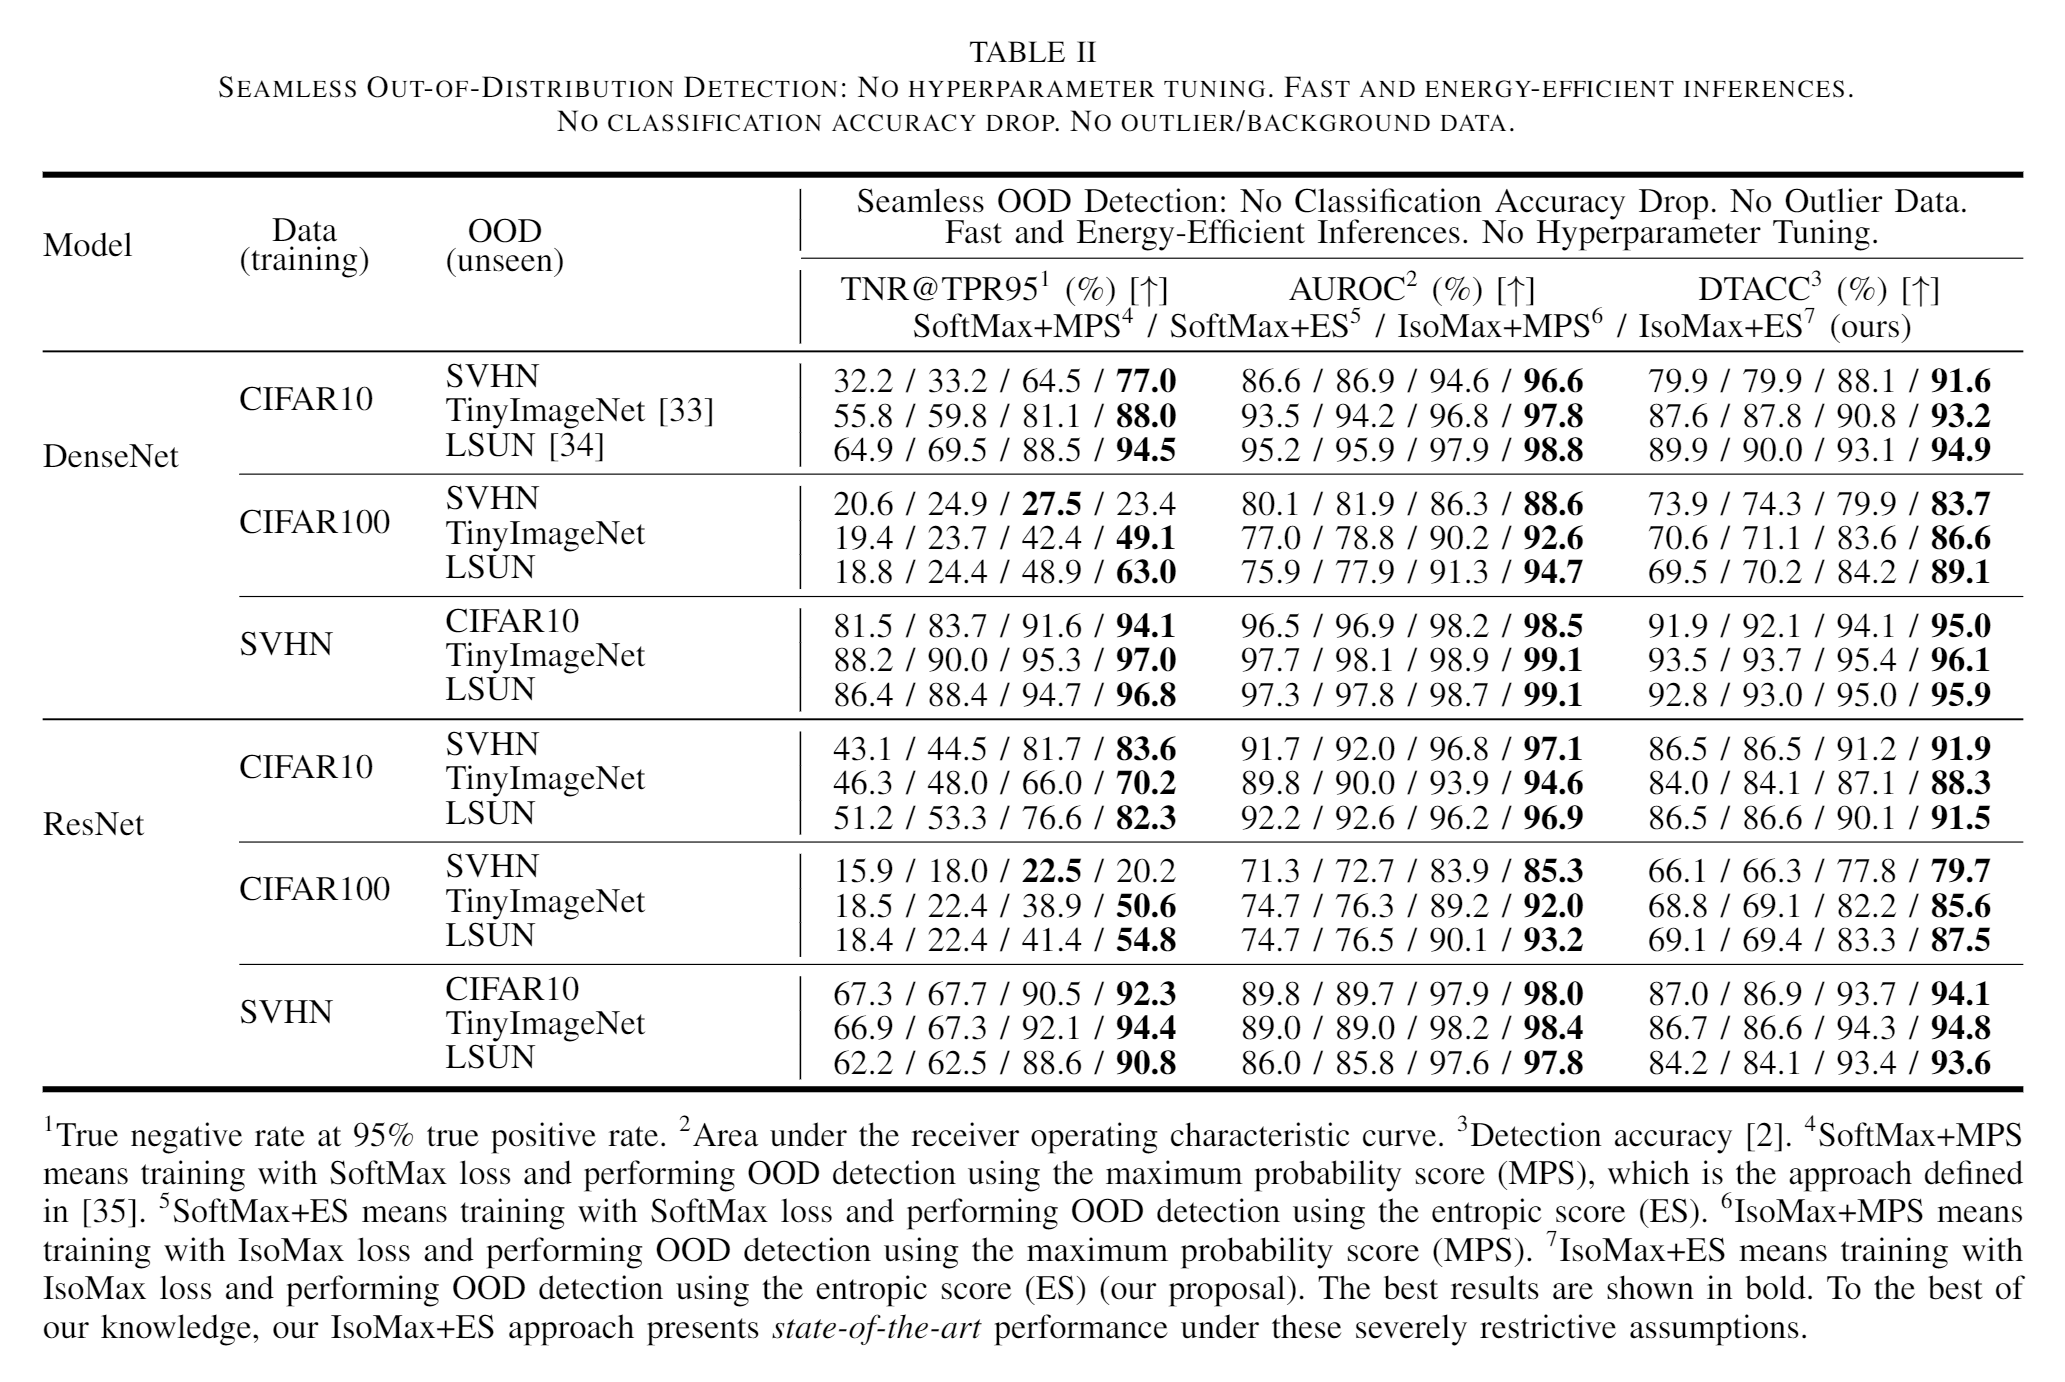 TABLE II
SEAMLESS OUT-OF-DISTRIBUTION DETECTION: NO HYPERPARAMETER TUNING. FAST AND ENERGY-EFFICIENT INFERENCES.
NO CLASSIFICATION ACCURACY DROP. NO OUTLIER/BACKGROUND DATA.
Model Data (training) OOD (unseen) Seamless OOD Detection: No Classification Accuracy Drop. No Outlier Data.
Fast and Energy-Efficient Inferences. No Hyperparameter Tuning.
TNR@TPR95¹ (%) [↑] AUROC² (%) [↑] DTACC³ (%) [↑]
SoftMax+MPS⁴ / SoftMax+ES⁵ / IsoMax+MPS⁶ / IsoMax+ES⁷ (ours)
DenseNet CIFAR10 SVHN 32.2 / 33.2 / 64.5 / 77.0 86.6 / 86.9 / 94.6 / 96.6 79.9 / 79.9 / 88.1 / 91.6
TinyImageNet [33] 55.8 / 59.8 / 81.1 / 88.0 93.5 / 94.2 / 96.8 / 97.8 87.6 / 87.8 / 90.8 / 93.2
LSUN [34] 64.9 / 69.5 / 88.5 / 94.5 95.2 / 95.9 / 97.9 / 98.8 89.9 / 90.0 / 93.1 / 94.9
CIFAR100 SVHN 20.6 / 24.9 / 27.5 / 23.4 80.1 / 81.9 / 86.3 / 88.6 73.9 / 74.3 / 79.9 / 83.7
TinyImageNet 19.4 / 23.7 / 42.4 / 49.1 77.0 / 78.8 / 90.2 / 92.6 70.6 / 71.1 / 83.6 / 86.6
LSUN 18.8 / 24.4 / 48.9 / 63.0 75.9 / 77.9 / 91.3 / 94.7 69.5 / 70.2 / 84.2 / 89.1
SVHN CIFAR10 81.5 / 83.7 / 91.6 / 94.1 96.5 / 96.9 / 98.2 / 98.5 91.9 / 92.1 / 94.1 / 95.0
TinyImageNet 88.2 / 90.0 / 95.3 / 97.0 97.7 / 98.1 / 98.9 / 99.1 93.5 / 93.7 / 95.4 / 96.1
LSUN 86.4 / 88.4 / 94.7 / 96.8 97.3 / 97.8 / 98.7 / 99.1 92.8 / 93.0 / 95.0 / 95.9
ResNet CIFAR10 SVHN 43.1 / 44.5 / 81.7 / 83.6 91.7 / 92.0 / 96.8 / 97.1 86.5 / 86.5 / 91.2 / 91.9
TinyImageNet 46.3 / 48.0 / 66.0 / 70.2 89.8 / 90.0 / 93.9 / 94.6 84.0 / 84.1 / 87.1 / 88.3
LSUN 51.2 / 53.3 / 76.6 / 82.3 92.2 / 92.6 / 96.2 / 96.9 86.5 / 86.6 / 90.1 / 91.5
CIFAR100 SVHN 15.9 / 18.0 / 22.5 / 20.2 71.3 / 72.7 / 83.9 / 85.3 66.1 / 66.3 / 77.8 / 79.7
TinyImageNet 18.5 / 22.4 / 38.9 / 50.6 74.7 / 76.3 / 89.2 / 92.0 68.8 / 69.1 / 82.2 / 85.6
LSUN 18.4 / 22.4 / 41.4 / 54.8 74.7 / 76.5 / 90.1 / 93.2 69.1 / 69.4 / 83.3 / 87.5
SVHN CIFAR10 67.3 / 67.7 / 90.5 / 92.3 89.8 / 89.7 / 97.9 / 98.0 87.0 / 86.9 / 93.7 / 94.1
TinyImageNet 66.9 / 67.3 / 92.1 / 94.4 89.0 / 89.0 / 98.2 / 98.4 86.7 / 86.6 / 94.3 / 94.8
LSUN 62.2 / 62.5 / 88.6 / 90.8 86.0 / 85.8 / 97.6 / 97.8 84.2 / 84.1 / 93.4 / 93.6
¹True negative rate at 95% true positive rate. ²Area under the receiver operating characteristic curve. ³Detection accuracy [2]. ⁴SoftMax+MPS
means training with SoftMax loss and performing OOD detection using the maximum probability score (MPS), which is the approach defined
in [35]. ⁵SoftMax+ES means training with SoftMax loss and performing OOD detection using the entropic score (ES). ⁶IsoMax+MPS means
training with IsoMax loss and performing OOD detection using the maximum probability score (MPS). ⁷IsoMax+ES means training with
IsoMax loss and performing OOD detection using the entropic score (ES) (our proposal). The best results are shown in bold. To the best of
our knowledge, our IsoMax+ES approach presents state-of-the-art performance under these severely restrictive assumptions.